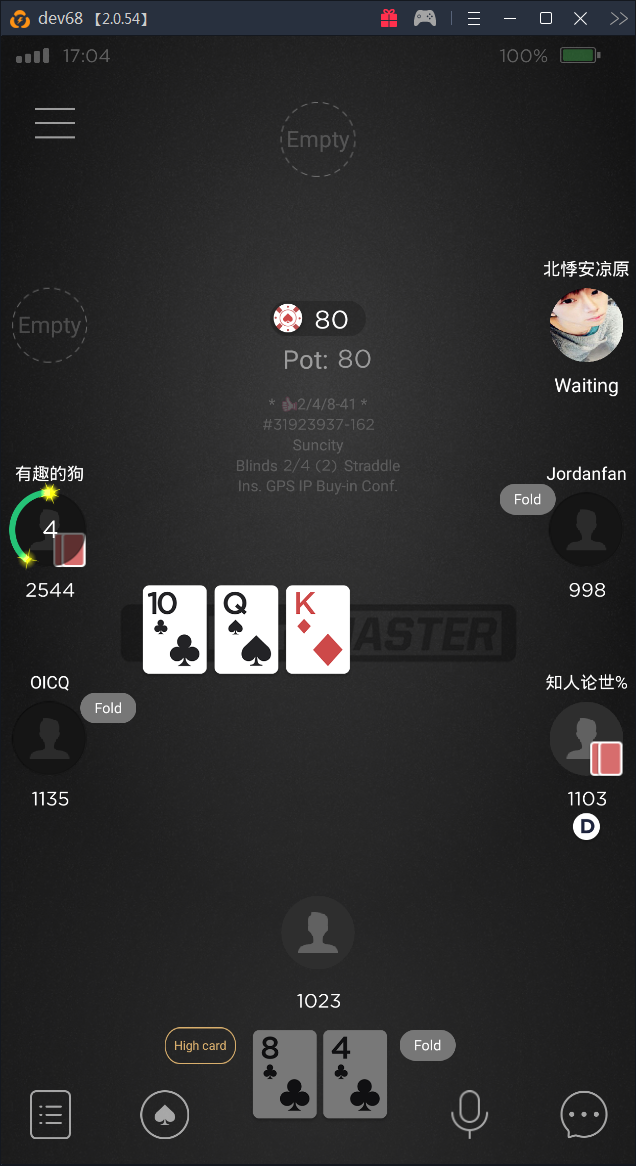 dev68 【2.0.54】
17:04
100%
Empty
北悸安凉原
Empty
80
Pot: 80
Waiting
2/4/8-41 *
#31923937-162
Suncity
Blinds 2/4 (2) Straddle
Ins. GPS IP Buy-in Conf.
有趣的狗
Jordanfan
Fold
4
2544
998
10 Q K
MASTER
OICQ
Fold
知人论世%
1135
1103
D
1023
High card
8 4
Fold